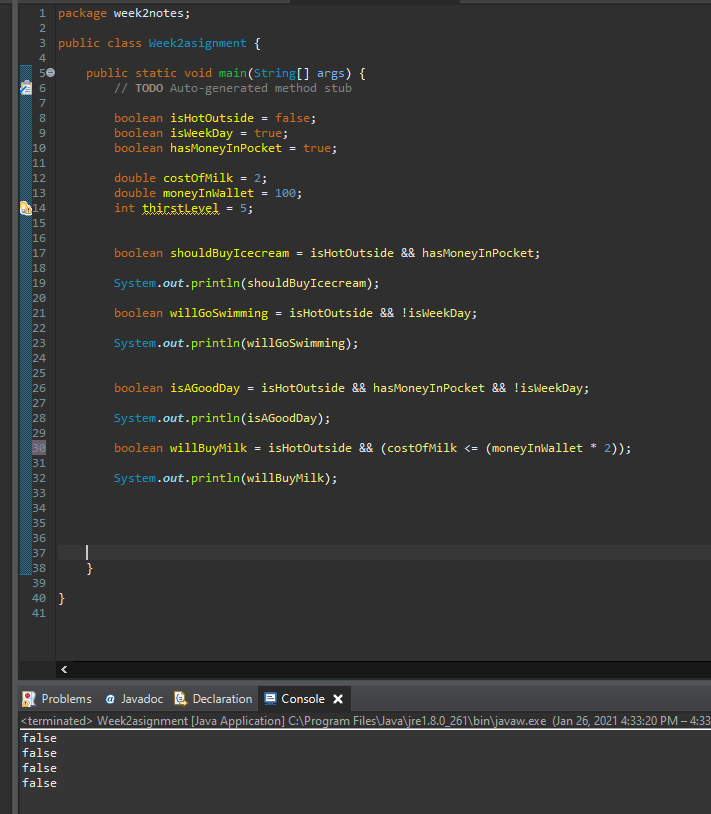 1 package week2notes;
2
3 public class Week2asignment {
4
5 public static void main(String[] args) {
6 // TODO Auto-generated method stub
7
8 boolean isHotOutside = false;
9 boolean isWeekDay = true;
10 boolean hasMoneyInPocket = true;
11
12 double costOfMilk = 2;
13 double moneyInWallet = 100;
14 int thirstLevel = 5;
15
16
17 boolean shouldBuyIcecream = isHotOutside && hasMoneyInPocket;
18
19 System.out.println(shouldBuyIcecream);
20
21 boolean willGoSwimming = isHotOutside && !isWeekDay;
22
23 System.out.println(willGoSwimming);
24
25
26 boolean isAGoodDay = isHotOutside && hasMoneyInPocket && !isWeekDay;
27
28 System.out.println(isAGoodDay);
29
30 boolean willBuyMilk = isHotOutside && (costOfMilk <= (moneyInWallet * 2));
31
32 System.out.println(willBuyMilk);
33
34
35
36
37
38 }
39
40 }
41
Problems @ Javadoc Declaration Console
<terminated> Week2asignment [Java Application] C:\Program Files\Java\jre1.8.0_261\bin\javaw.exe (Jan 26, 2021 4:33:20 PM – 4:33
false
false
false
false